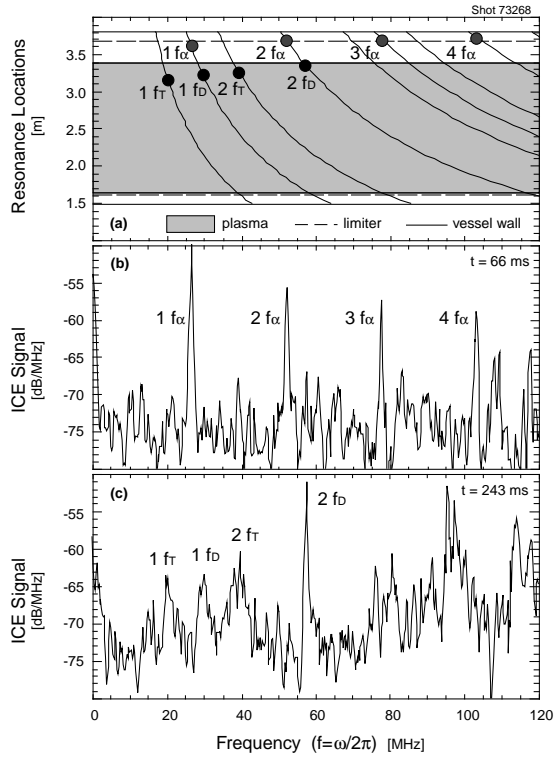 Shot 73268
Resonance Locations
[m]
3.5
3.0
2.5
2.0
1.5
1 fα
2 fα
3 fα
4 fα
1 fT
1 fD
2 fT
2 fD
(a)
plasma
limiter
vessel wall
(b)
t = 66 ms
ICE Signal
[dB/MHz]
-55
-60
-65
-70
-75
1 fα
2 fα
3 fα
4 fα
(c)
t = 243 ms
ICE Signal
[dB/MHz]
-55
-60
-65
-70
-75
1 fT
1 fD
2 fT
2 fD
0 20 40 60 80 100 120
Frequency (f=ω/2π) [MHz]